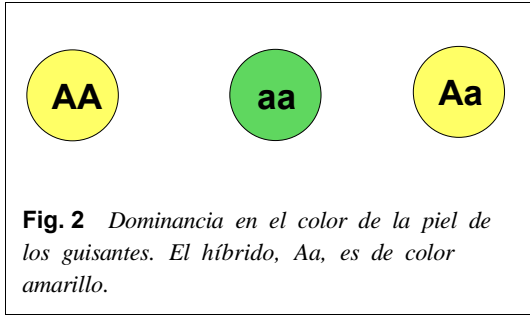 AA aa Aa
Fig. 2 Dominancia en el color de la piel de
los guisantes. El híbrido, Aa, es de color
amarillo.